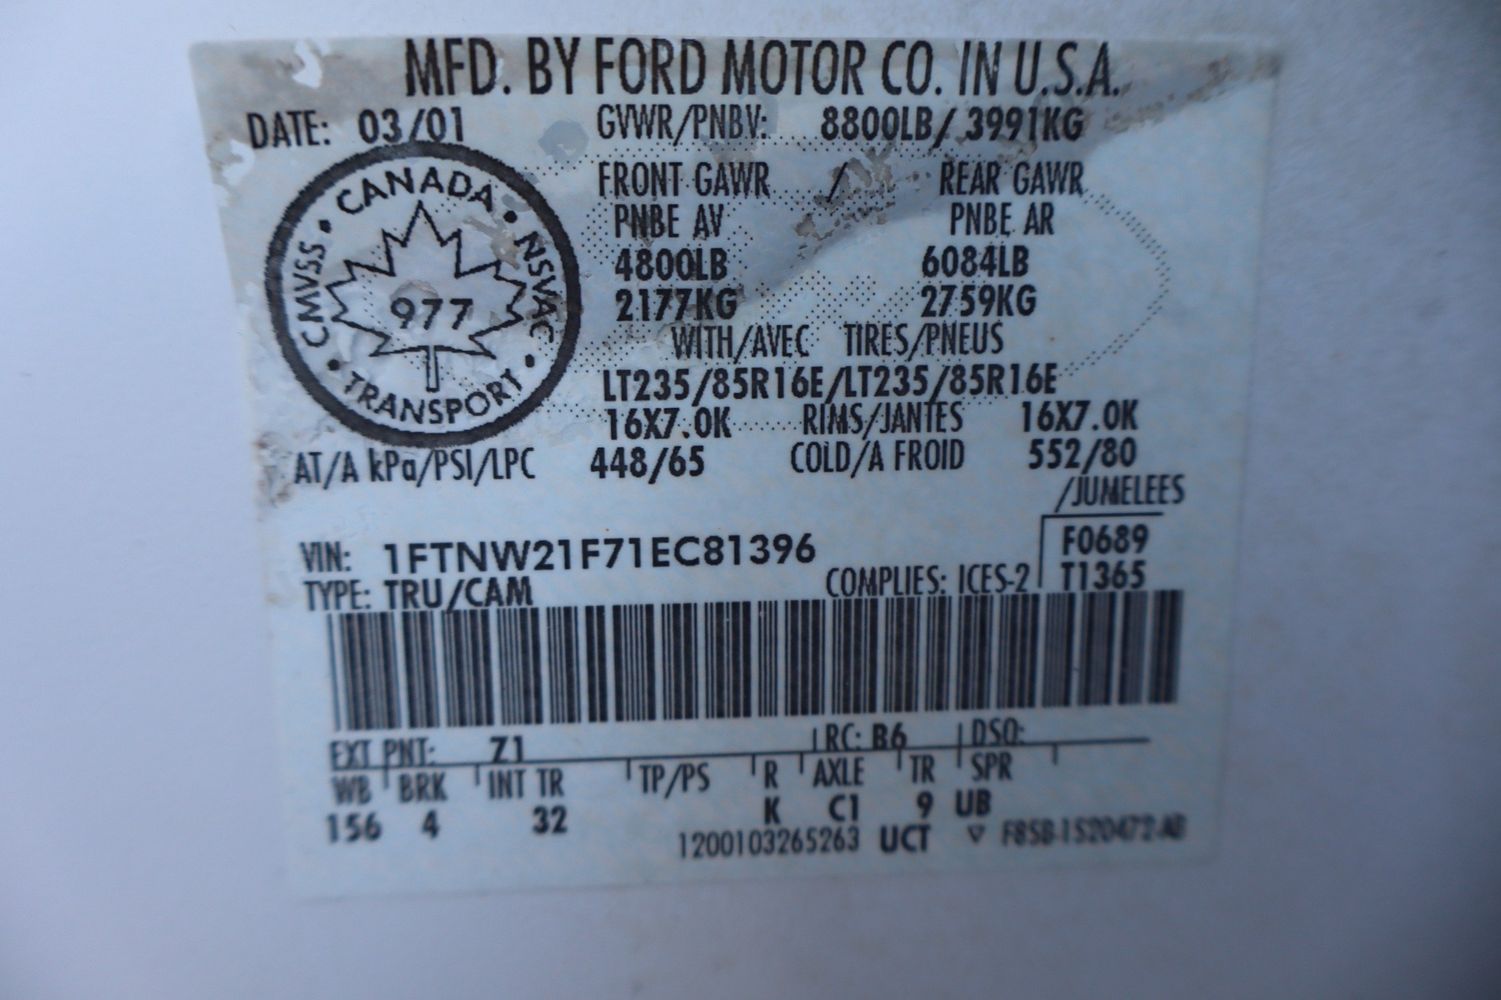 MFD. BY FORD MOTOR CO. IN U.S.A.
DATE: 03/01 GVWR/PNBV: 8800LB/ 3991KG
FRONT GAWR / REAR GAWR
PNBE AV PNBE AR
4800LB 6084LB
2177KG 2759KG
CANADA • NSVAC • TRANSPORT • CMVSS •
977
WITH/AVEC TIRES/PNEUS
LT235/85R16E/LT235/85R16E
16X7.0K RIMS/JANTES 16X7.0K
AT/A kPa/PSI/LPC 448/65 COLD/A FROID 552/80
/JUMELEES
VIN: 1FTNW21F71EC81396 F0689
TYPE: TRU/CAM COMPLIES: ICES-2 T1365
EXT PNT: Z1 RC: B6 DSO:
WB BRK INT TR TP/PS R AXLE TR SPR
156 4 32 K C1 9 UB
1200103265263 UCT ▽ F85B-1520472-AB